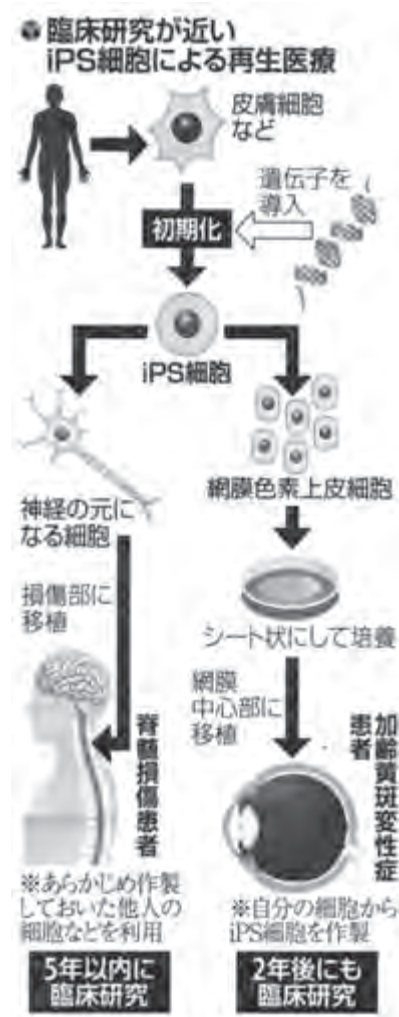 臨床研究が近い
iPS細胞による再生医療
皮膚細胞
など
遺伝子を
導入
初期化
iPS細胞
神経の元に
なる細胞
損傷部に
移植
脊髄損傷患者
※あらかじめ作製
しておいた他人の
細胞などを利用
5年以内に
臨床研究
網膜色素上皮細胞
シート状にして培養
網膜
中心部に
移植
加齢黄斑変性症
患者
※自分の細胞から
iPS細胞を作製
2年後にも
臨床研究